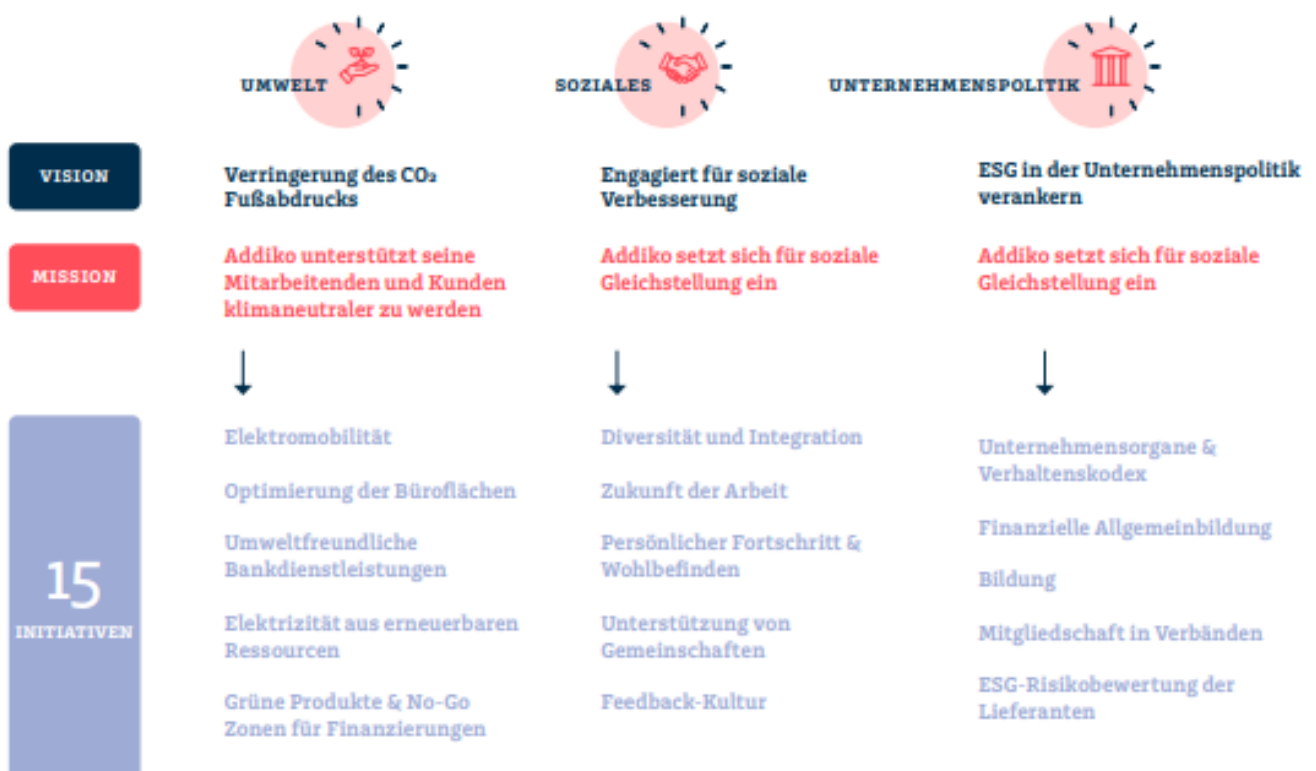 UMWELT
SOZIALES
UNTERNEHMENSPOLITIK
VISION
Verringerung des CO₂
Fußabdrucks
Engagiert für soziale
Verbesserung
ESG in der Unternehmenspolitik
verankern
MISSION
Addiko unterstützt seine
Mitarbeitenden und Kunden
klimaneutraler zu werden
Addiko setzt sich für soziale
Gleichstellung ein
Addiko setzt sich für soziale
Gleichstellung ein
15
INITIATIVEN
Elektromobilität
Optimierung der Büroflächen
Umweltfreundliche
Bankdienstleistungen
Elektrizität aus erneuerbaren
Ressourcen
Grüne Produkte & No-Go
Zonen für Finanzierungen
Diversität und Integration
Zukunft der Arbeit
Persönlicher Fortschritt &
Wohlbefinden
Unterstützung von
Gemeinschaften
Feedback-Kultur
Unternehmensorgane &
Verhaltenskodex
Finanzielle Allgemeinbildung
Bildung
Mitgliedschaft in Verbänden
ESG-Risikobewertung der
Lieferanten